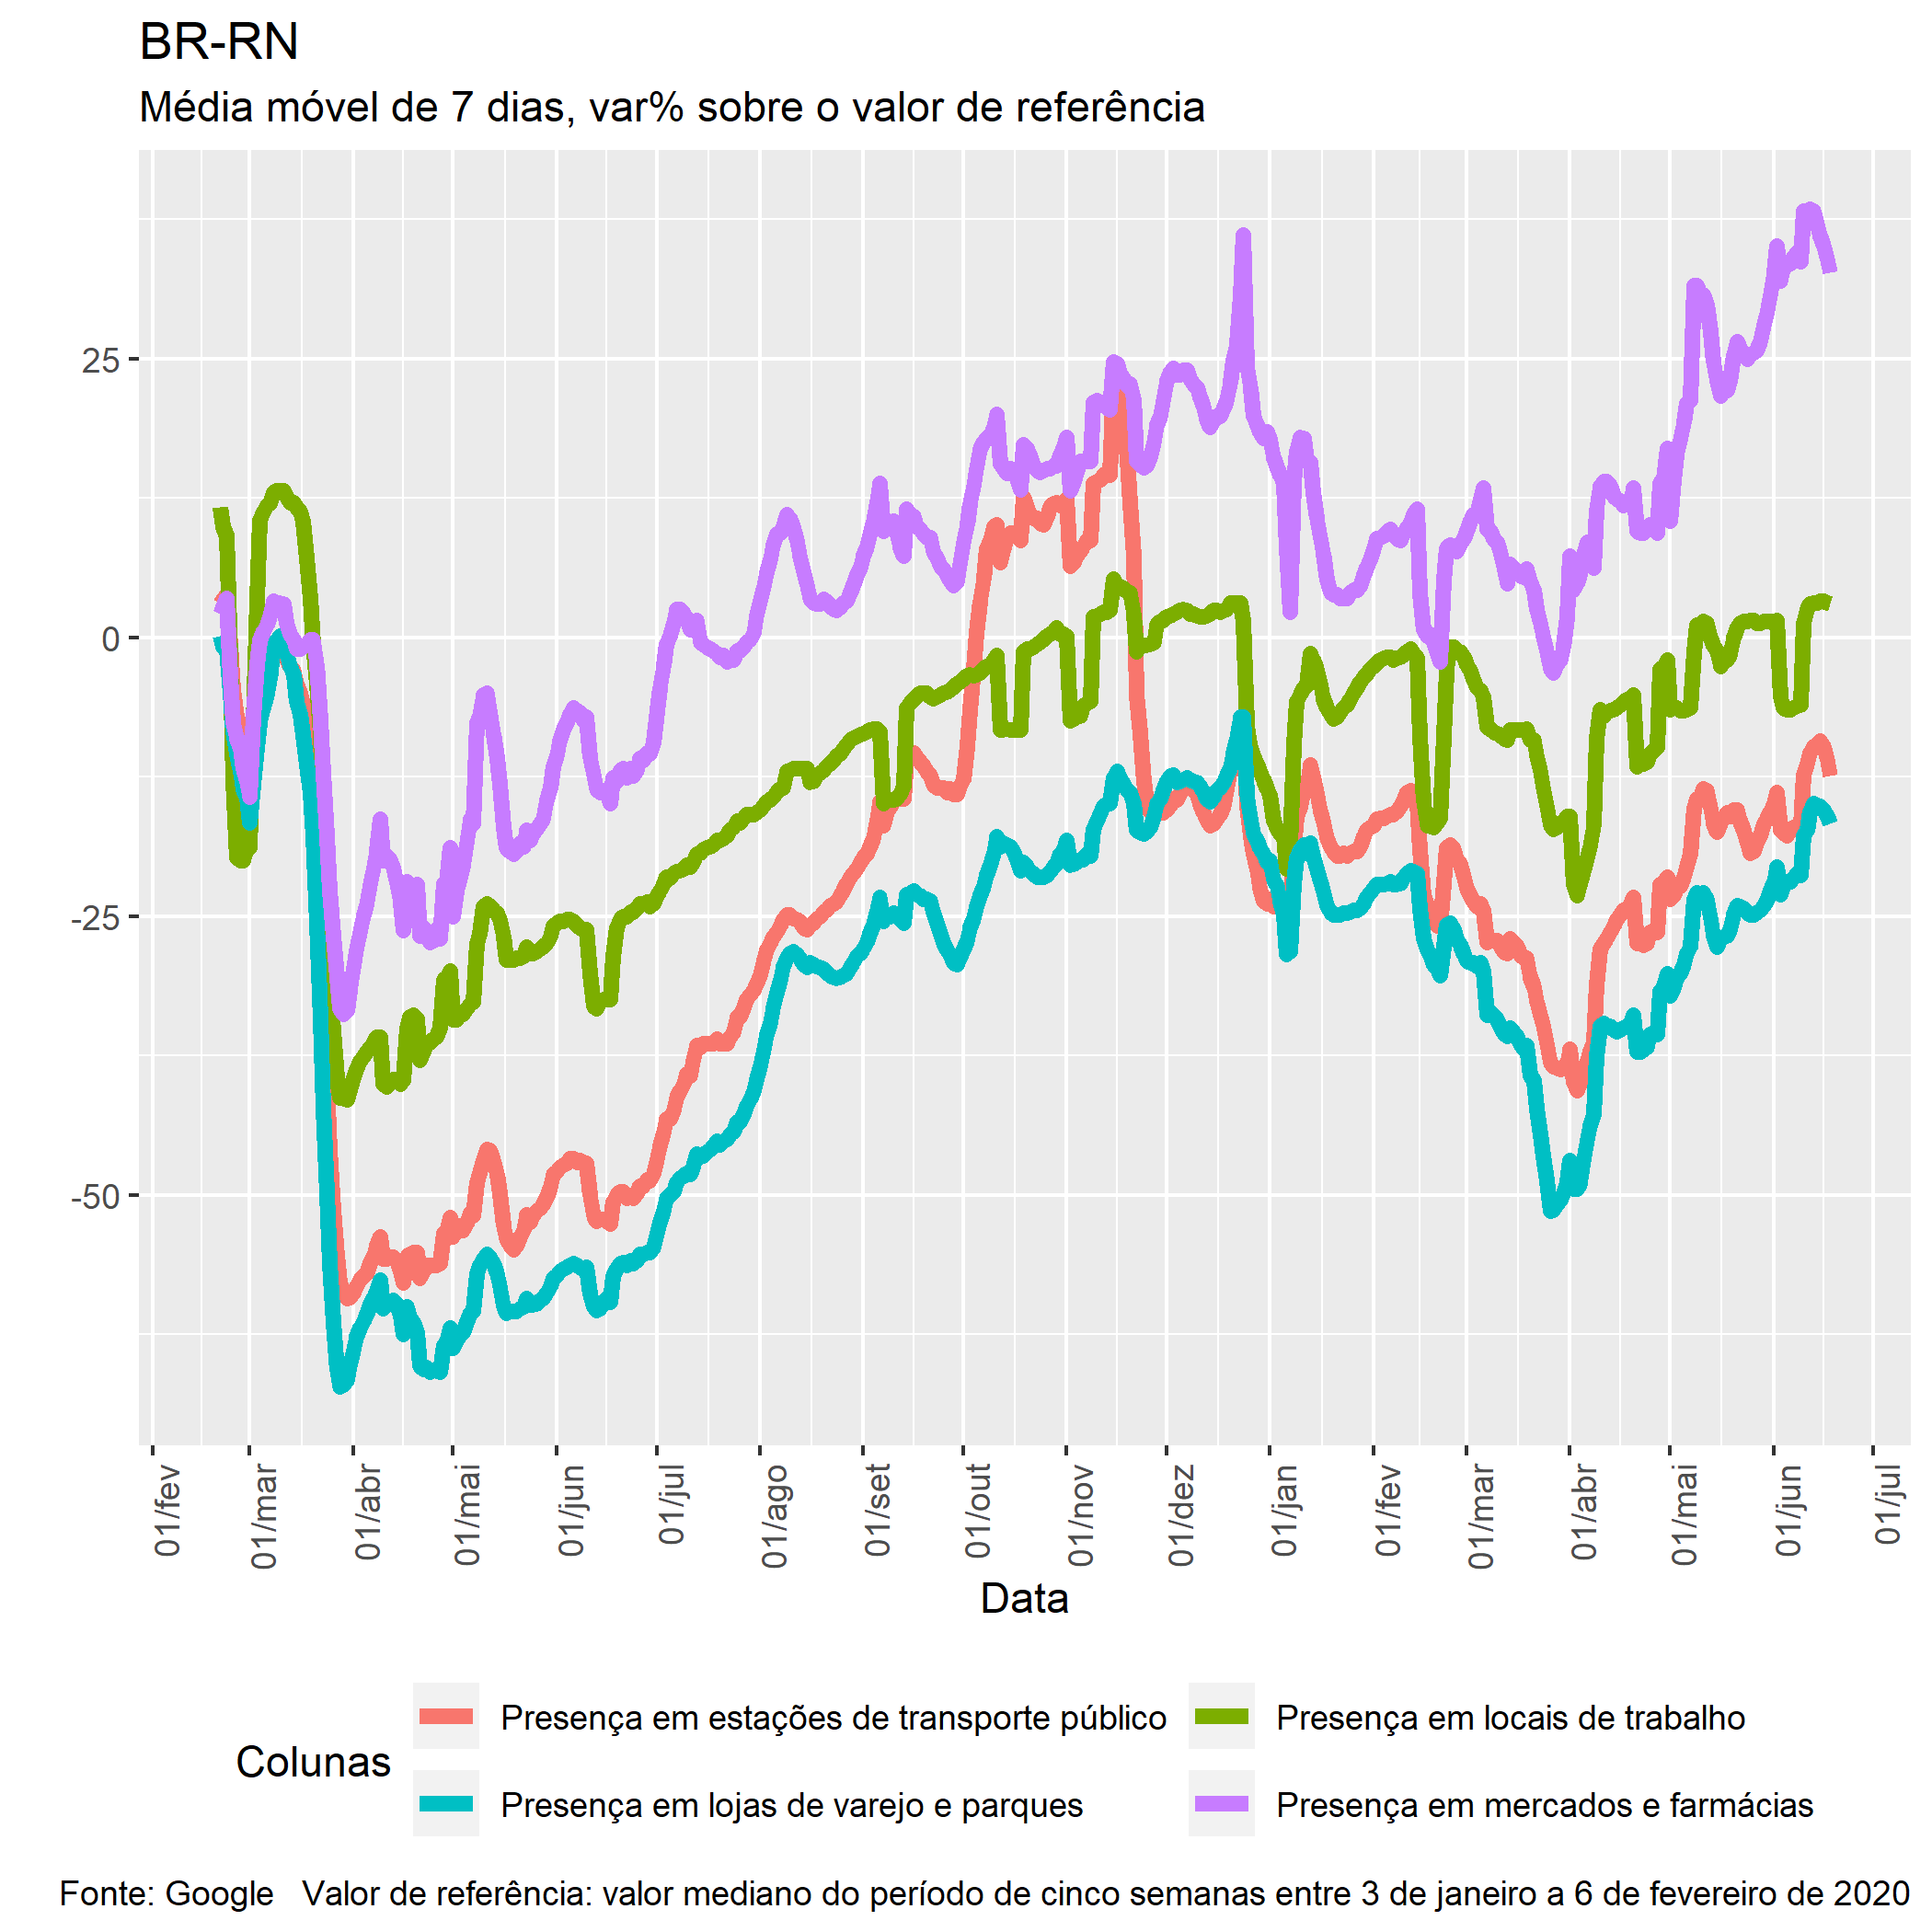 BR-RN
Média móvel de 7 dias, var% sobre o valor de referência
25
0
-25
-50
01/fev
01/mar
01/abr
01/mai
01/jun
01/jul
01/ago
01/set
01/out
01/nov
01/dez
01/jan
01/fev
01/mar
01/abr
01/mai
01/jun
01/jul
Data
Colunas
Presença em estações de transporte público
Presença em locais de trabalho
Presença em lojas de varejo e parques
Presença em mercados e farmácias
Fonte: Google   Valor de referência: valor mediano do período de cinco semanas entre 3 de janeiro a 6 de fevereiro de 2020